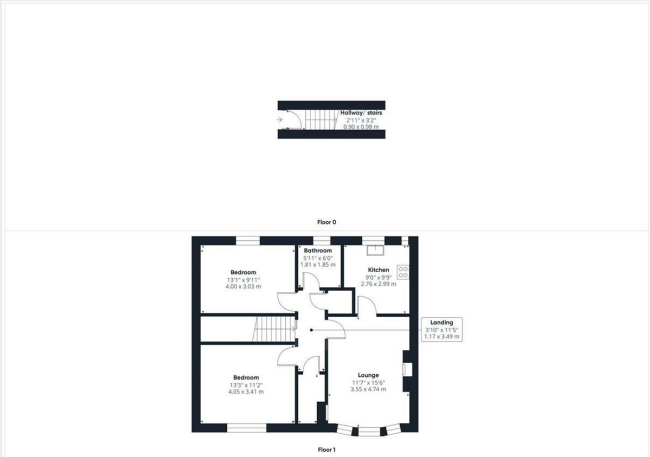 Hallway/ stairs
2'11" x 3'2"
0.90 x 0.98 m
Floor 0
Bathroom
5'11" x 6'0"
1.81 x 1.85 m
Bedroom
13'1" x 9'11"
4.00 x 3.03 m
Kitchen
9'0" x 9'9"
2.76 x 2.99 m
Landing
3'10" x 11'5"
1.17 x 3.49 m
Bedroom
13'3" x 11'2"
4.05 x 3.41 m
Lounge
11'7" x 15'6"
3.55 x 4.74 m
Floor 1